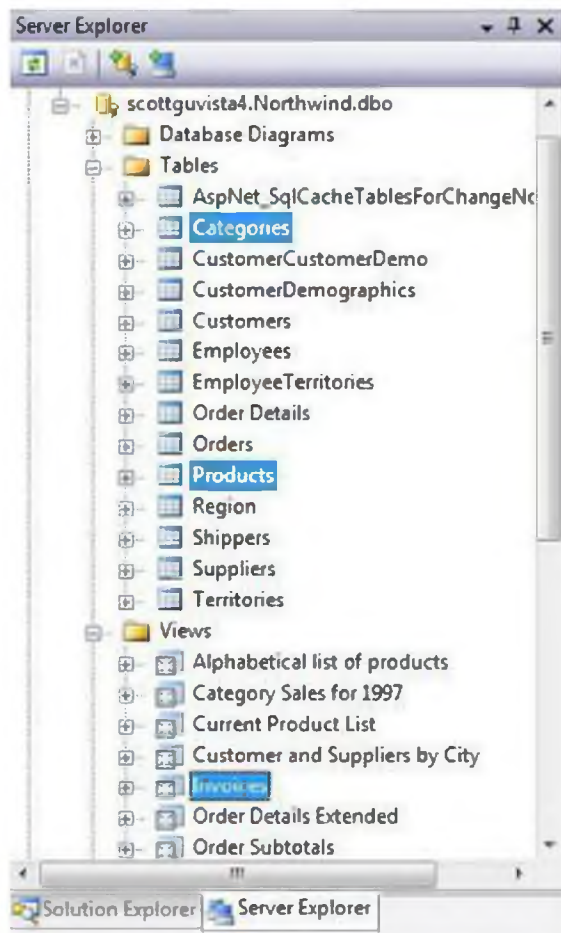 Server Explorer
scottguvista4.Northwind.dbo
Database Diagrams
Tables
AspNet_SqlCacheTablesForChangeNo
Categories
CustomerCustomerDemo
CustomerDemographics
Customers
Employees
EmployeeTerritories
Order Details
Orders
Products
Region
Shippers
Suppliers
Territories
Views
Alphabetical list of products
Category Sales for 1997
Current Product List
Customer and Suppliers by City
Invoices
Order Details Extended
Order Subtotals
Solution Explorer
Server Explorer